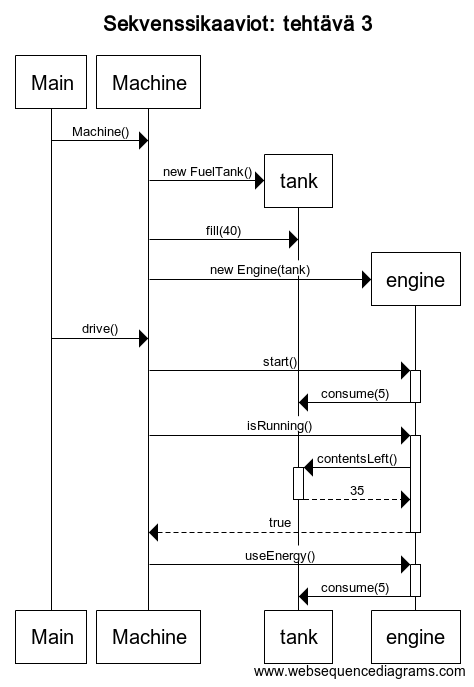 Sekvenssikaaviot: tehtävä 3
Main
Machine
Machine()
new FuelTank()
tank
fill(40)
new Engine(tank)
engine
drive()
start()
consume(5)
isRunning()
contentsLeft()
35
true
useEnergy()
consume(5)
Main
Machine
tank
engine
www.websequencediagrams.com